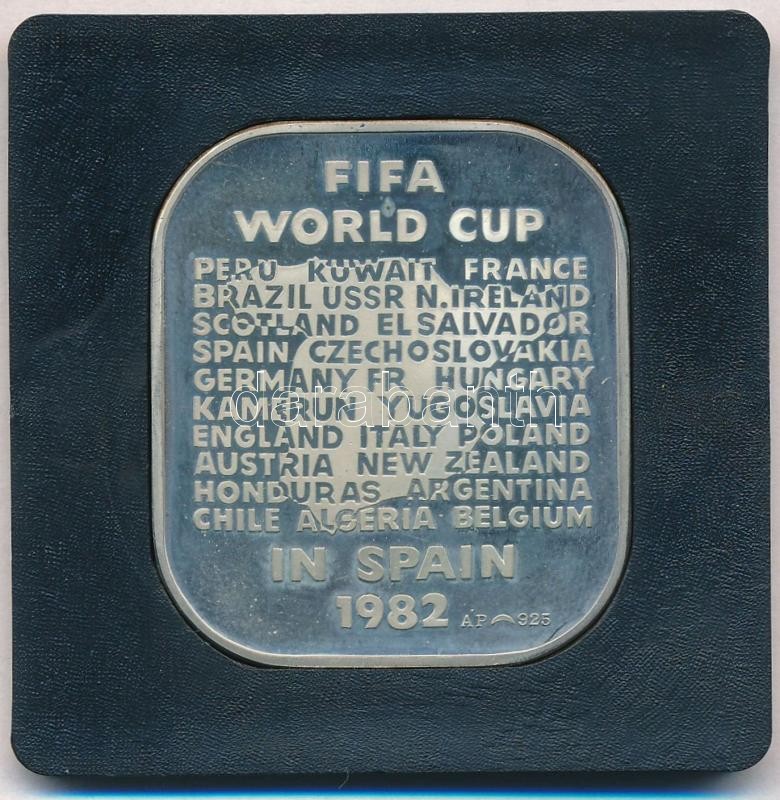 FIFA
WORLD CUP
PERU KUWAIT FRANCE
BRAZIL USSR N.IRELAND
SCOTLAND EL SALVADOR
SPAIN CZECHOSLOVAKIA
GERMANY FR. HUNGARY
KAMERUN YUGOSLAVIA
darabanth
ENGLAND ITALY POLAND
AUSTRIA NEW ZEALAND
HONDURAS ARGENTINA
CHILE ALGERIA BELGIUM
IN SPAIN
1982 AP 925